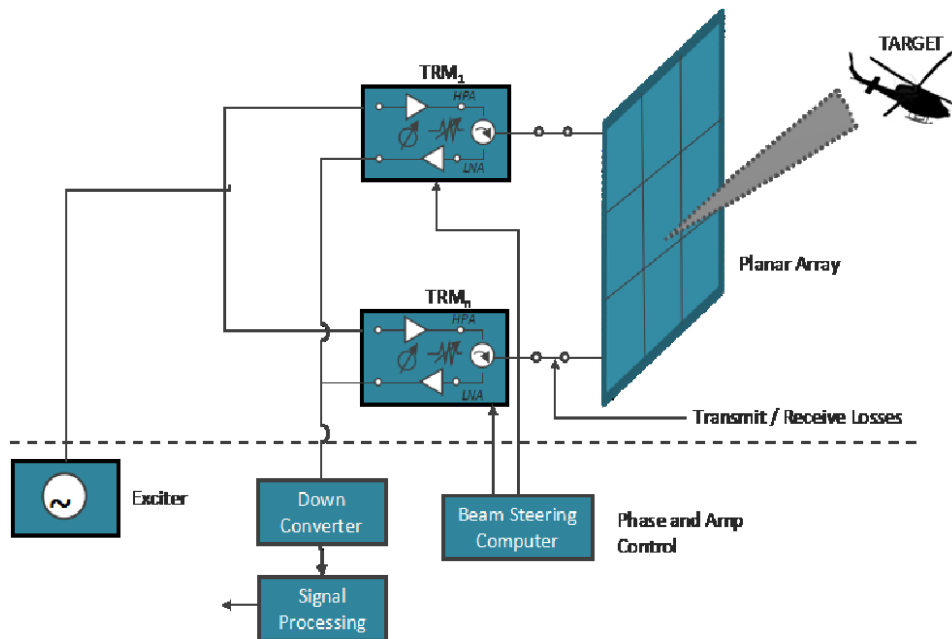 TARGET
TRM1
HPA
LNA
Planar Array
TRMn
HPA
LNA
Transmit / Receive Losses
Exciter
Down
Converter
Beam Steering
Computer
Phase and Amp
Control
Signal
Processing